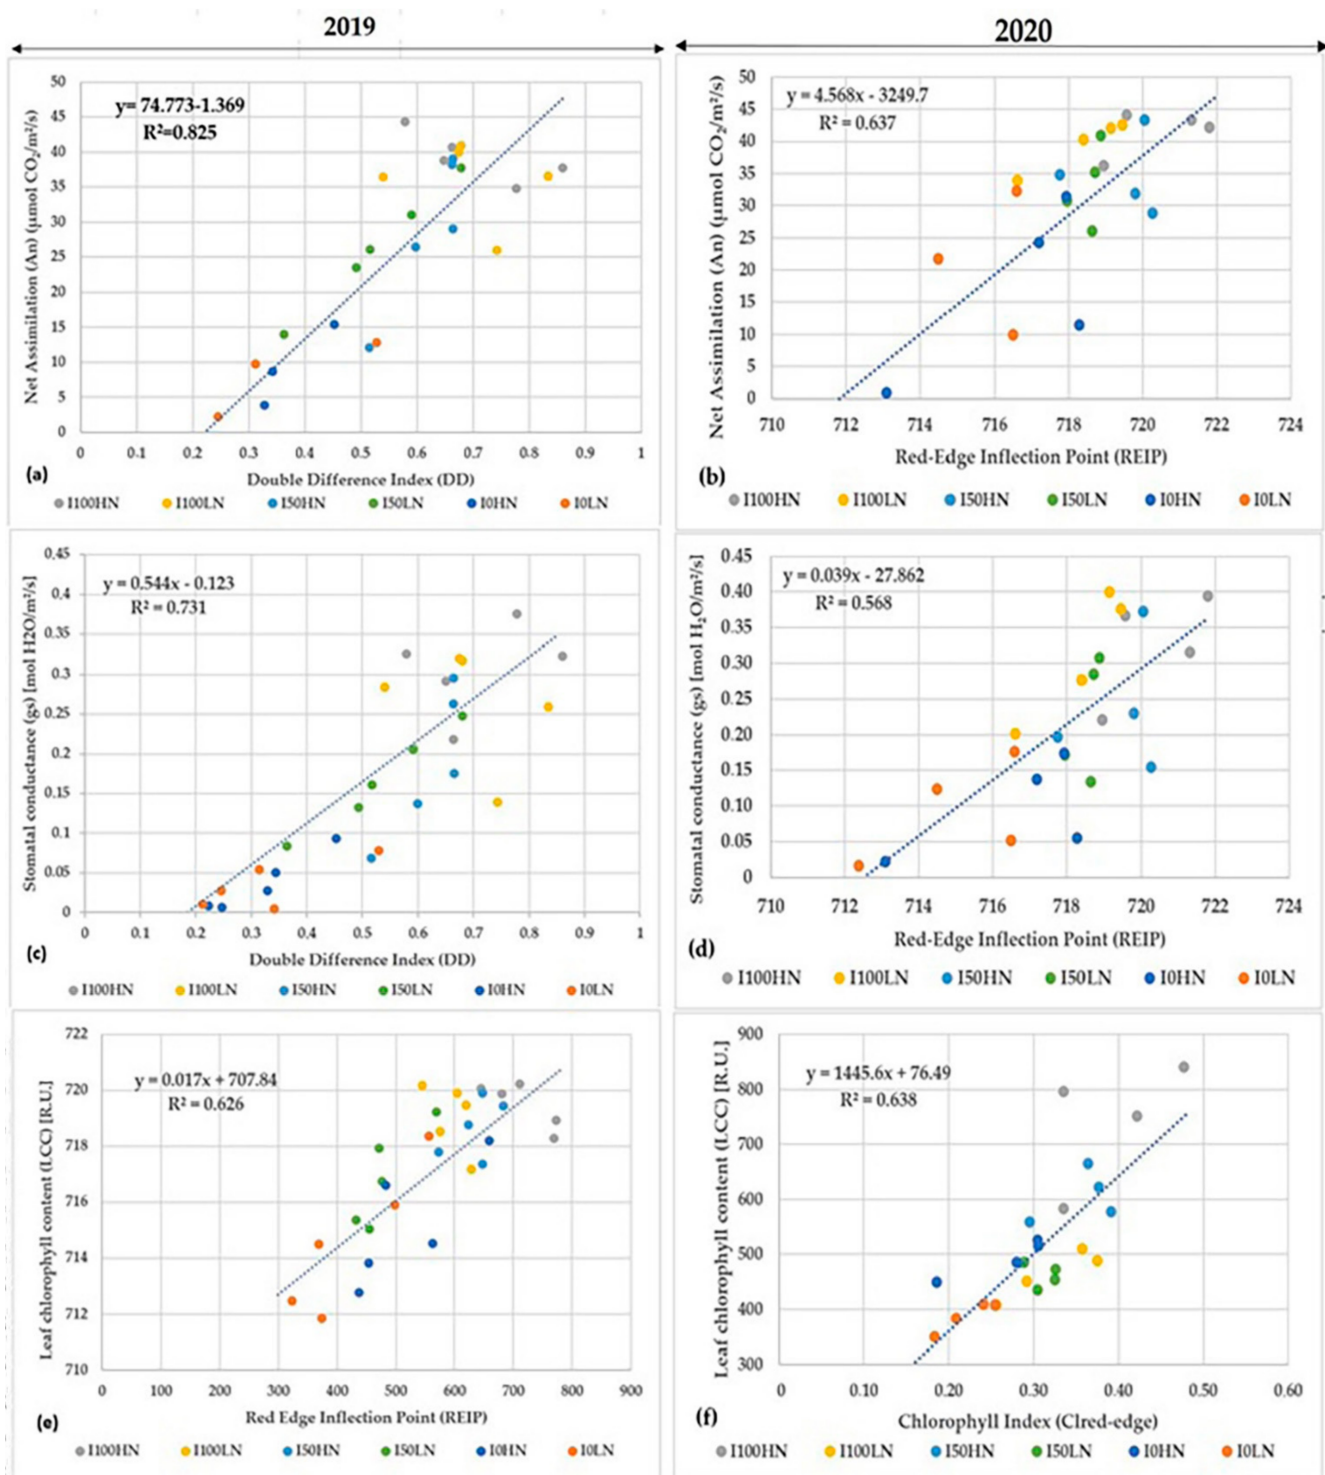 2019
2020
y= 74.773-1.369
R²=0.825
Net Assimilation (An) (µmol CO₂/m²/s)
50
45
40
35
30
25
20
15
10
5
0
0 0.1 0.2 0.3 0.4 0.5 0.6 0.7 0.8 0.9 1
Double Difference Index (DD)
(a)
I100HN I100LN I50HN I50LN I0HN I0LN
y = 4.568x - 3249.7
R² = 0.637
Net Assimilation (An) (µmol CO₂/m²/s)
50
45
40
35
30
25
20
15
10
5
0
710 712 714 716 718 720 722 724
Red-Edge Inflection Point (REIP)
(b)
I100HN I100LN I50HN I50LN I0HN I0LN
y = 0.544x - 0.123
R² = 0.731
Stomatal conductance (gs) [mol H2O/m²/s]
0.45
0.4
0.35
0.3
0.25
0.2
0.15
0.1
0.05
0
0 0.1 0.2 0.3 0.4 0.5 0.6 0.7 0.8 0.9 1
Double Difference Index (DD)
(c)
I100HN I100LN I50HN I50LN I0HN I0LN
y = 0.039x - 27.862
R² = 0.568
Stomatal conductance (gs) [mol H₂O/m²/s]
0.45
0.40
0.35
0.30
0.25
0.20
0.15
0.10
0.05
0
710 712 714 716 718 720 722 724
Red-Edge Inflection Point (REIP)
(d)
I100HN I100LN I50HN I50LN I0HN I0LN
y = 0.017x + 707.84
R² = 0.626
Leaf chlorophyll content (LCC) [R.U.]
722
720
718
716
714
712
710
0 100 300 400 500 600 700 800 900
Red Edge Inflection Point (REIP)
(e)
I100HN I100LN I50HN I50LN I0HN I0LN
y = 1445.6x + 76.49
R² = 0.638
Leaf chlorophyll content (LCC) [R.U.]
900
800
700
600
500
400
300
0 0.10 0.20 0.30 0.40 0.50 0.60
Chlorophyll Index (Clred-edge)
(f)
I100HN I100LN I50HN I50LN I0HN I0LN